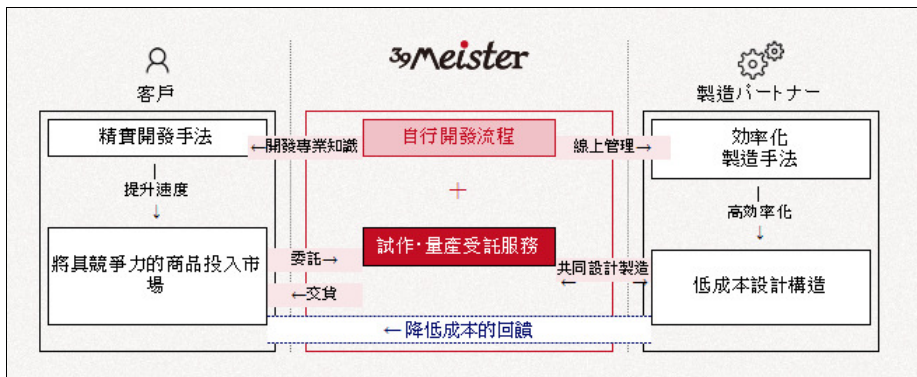 39Meister
客戶
製造パートナー
精實開發手法
←開發專業知識
自行開發流程
線上管理→
効率化
製造手法
提升速度
↓
+
高效率化
↓
將具競爭力的商品投入市
場
委託→
←交貨
試作・量產受託服務
共同設計製造
← →
低成本設計構造
←降低成本的回饋